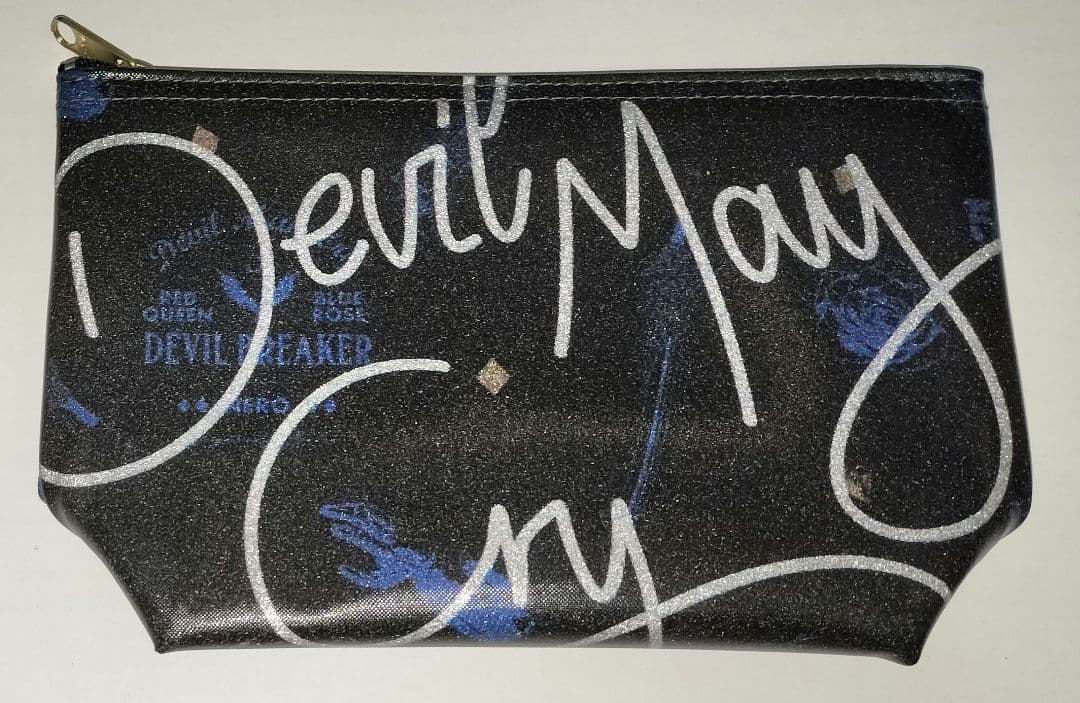 Devil May
Cry
RED QUEEN
BLUE ROSE
DEVIL BREAKER
NERO